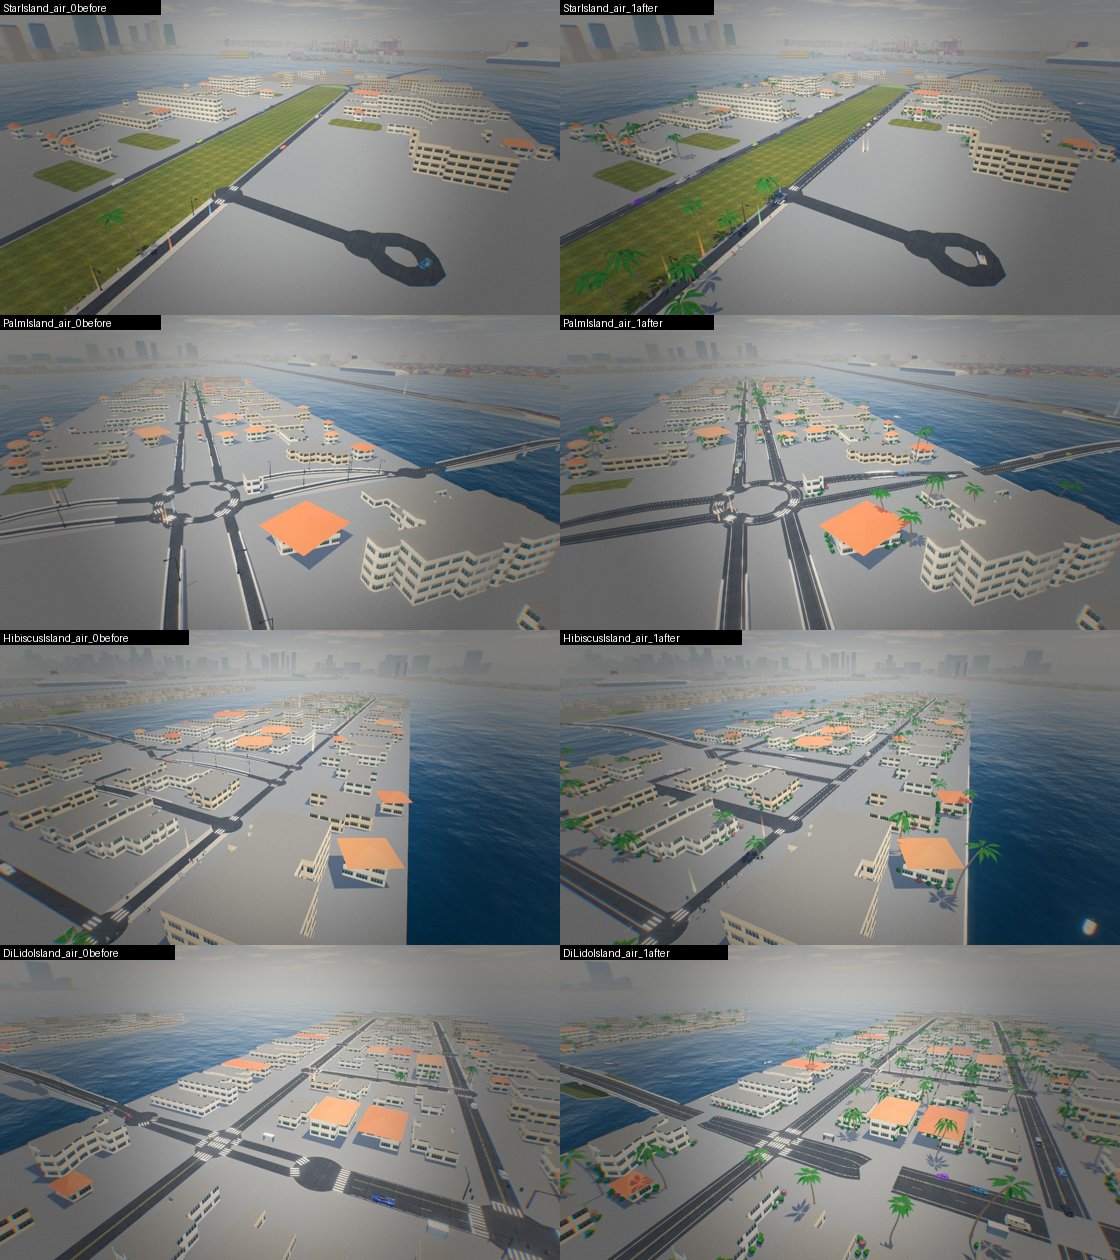 StarIsland_air_0before
StarIsland_air_1after
PalmIsland_air_0before
PalmIsland_air_1after
HibiscusIsland_air_0before
HibiscusIsland_air_1after
DiLidoIsland_air_0before
DiLidoIsland_air_1after